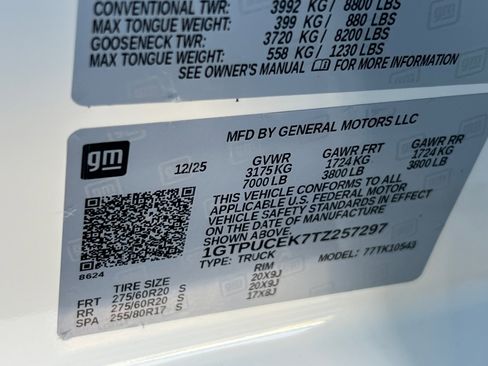 CONVENTIONAL TWR: 3992 KG/ 8800 LBS
MAX TONGUE WEIGHT: 399 KG/ 880 LBS
GOOSENECK TWR: 3720 KG/ 8200 LBS
MAX TONGUE WEIGHT: 558 KG/ 1230 LBS
SEE OWNER'S MANUAL FOR MORE INFORMATION
MFD BY GENERAL MOTORS LLC
gm
12/25 GVWR GAWR FRT GAWR RR
3175 KG 1724 KG 1724 KG
7000 LB 3800 LB 3800 LB
THIS VEHICLE CONFORMS TO ALL
APPLICABLE U.S. FEDERAL MOTOR
VEHICLE SAFETY STANDARDS IN EFFECT
ON THE DATE OF MANUFACTURE
SHOWN ABOVE.
1GTPUCEK7TZ257297
TYPE: TRUCK MODEL: 77TK10543
8624
TIRE SIZE RIM
FRT 275/60R20 S 20X9J
RR 275/60R20 S 20X9J
SPA 255/80R17 S 17X8J